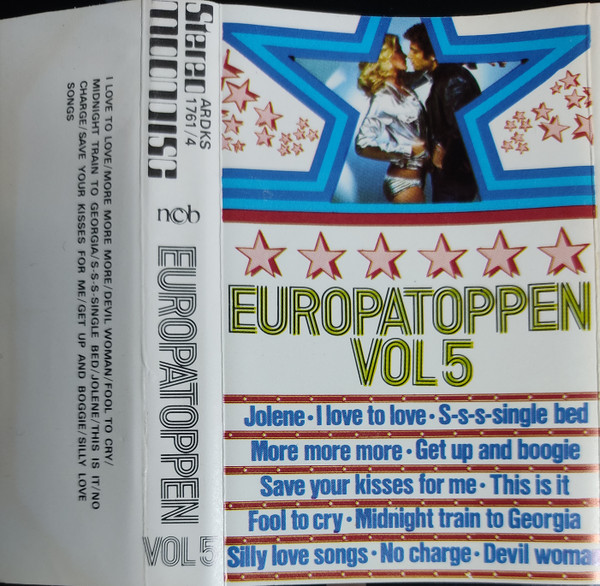 I LOVE TO LOVE/MORE MORE MORE/DEVIL WOMAN/FOOL TO CRY/
MIDNIGHT TRAIN TO GEORGIA/S-S-S-SINGLE BED/JOLENE/THIS IS IT/NO
CHARGE/SAVE YOUR KISSES FOR ME/GET UP AND BOGGIE/SILLY LOVE
SONGS
Stereo
ARDKS
1761/4
MOONDISC
ncb
EUROPATOPPEN
VOL 5
EUROPATOPPEN
VOL 5
Jolene · I love to love · S-s-s-single bed
More more more · Get up and boogie
Save your kisses for me · This is it
Fool to cry · Midnight train to Georgia
Silly love songs · No charge · Devil woma